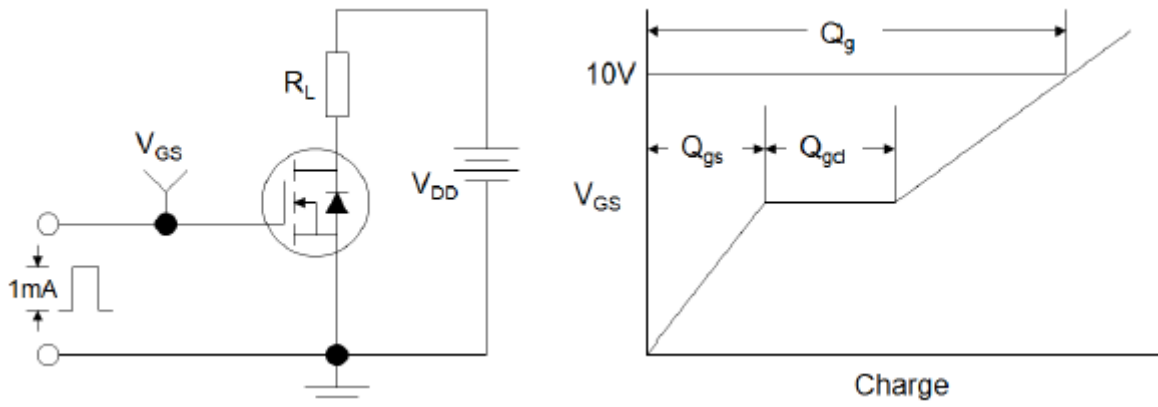 R_L
V_GS
V_DD
1mA
Q_g
10V
Q_gs Q_gd
V_GS
Charge